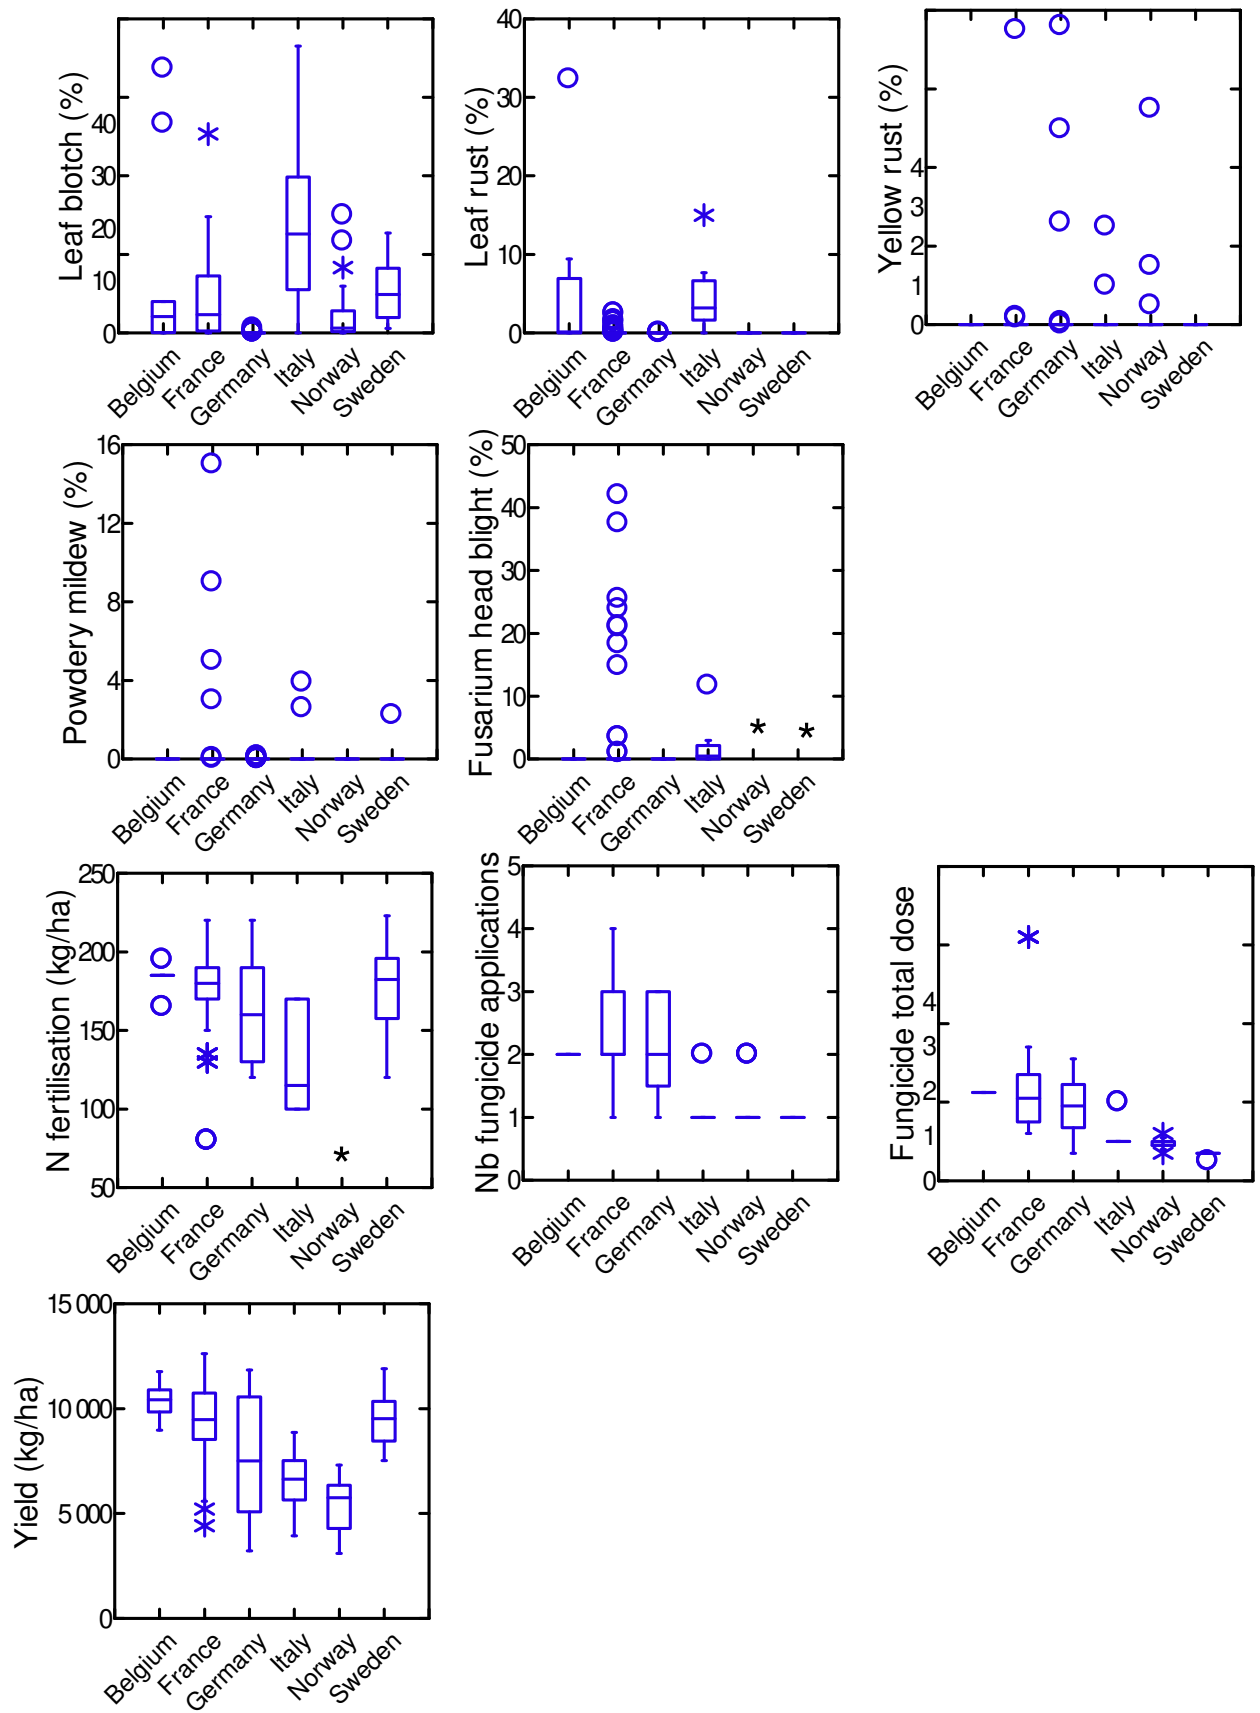 Leaf blotch (%)
40
30
20
10
0
Belgium
France
Germany
Italy
Norway
Sweden
Leaf rust (%)
40
30
20
10
0
Belgium
France
Germany
Italy
Norway
Sweden
Yellow rust (%)
4
3
2
1
0
Belgium
France
Germany
Italy
Norway
Sweden
Powdery mildew (%)
16
12
8
4
0
Belgium
France
Germany
Italy
Norway
Sweden
Fusarium head blight (%)
50
40
30
20
10
0
*
*
Belgium
France
Germany
Italy
Norway
Sweden
N fertilisation (kg/ha)
250
200
150
100
50
*
Belgium
France
Germany
Italy
Norway
Sweden
Nb fungicide applications
5
4
3
2
1
0
Belgium
France
Germany
Italy
Norway
Sweden
Fungicide total dose
4
3
2
1
0
Belgium
France
Germany
Italy
Norway
Sweden
Yield (kg/ha)
15 000
10 000
5 000
0
Belgium
France
Germany
Italy
Norway
Sweden